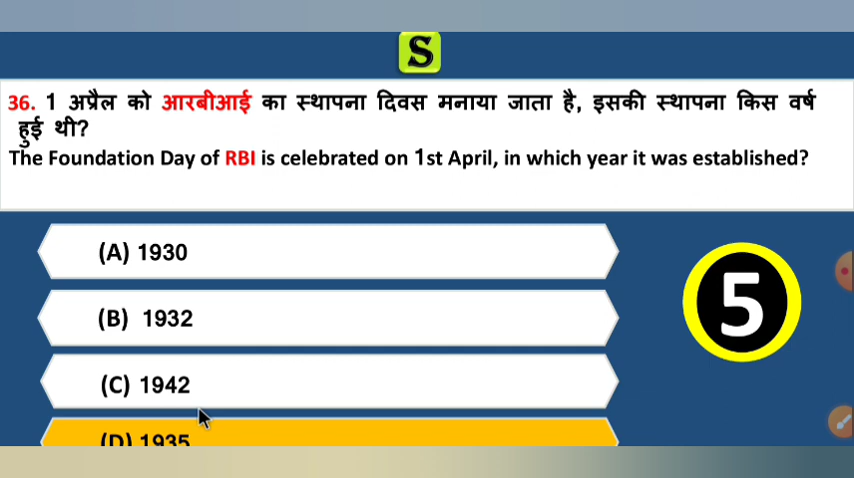 S
36. 1 अप्रैल को आरबीआई का स्थापना दिवस मनाया जाता है, इसकी स्थापना किस वर्ष
हुई थी?
The Foundation Day of RBI is celebrated on 1st April, in which year it was established?
(A) 1930
(B) 1932
5
(C) 1942
(D) 1935